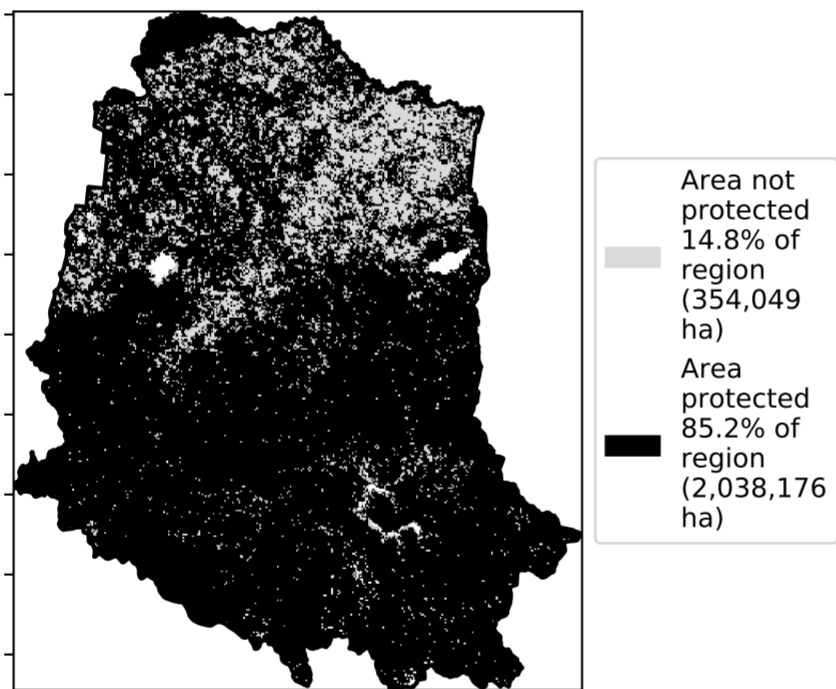 Area not
protected
14.8% of
region
(354,049
ha)
Area
protected
85.2% of
region
(2,038,176
ha)